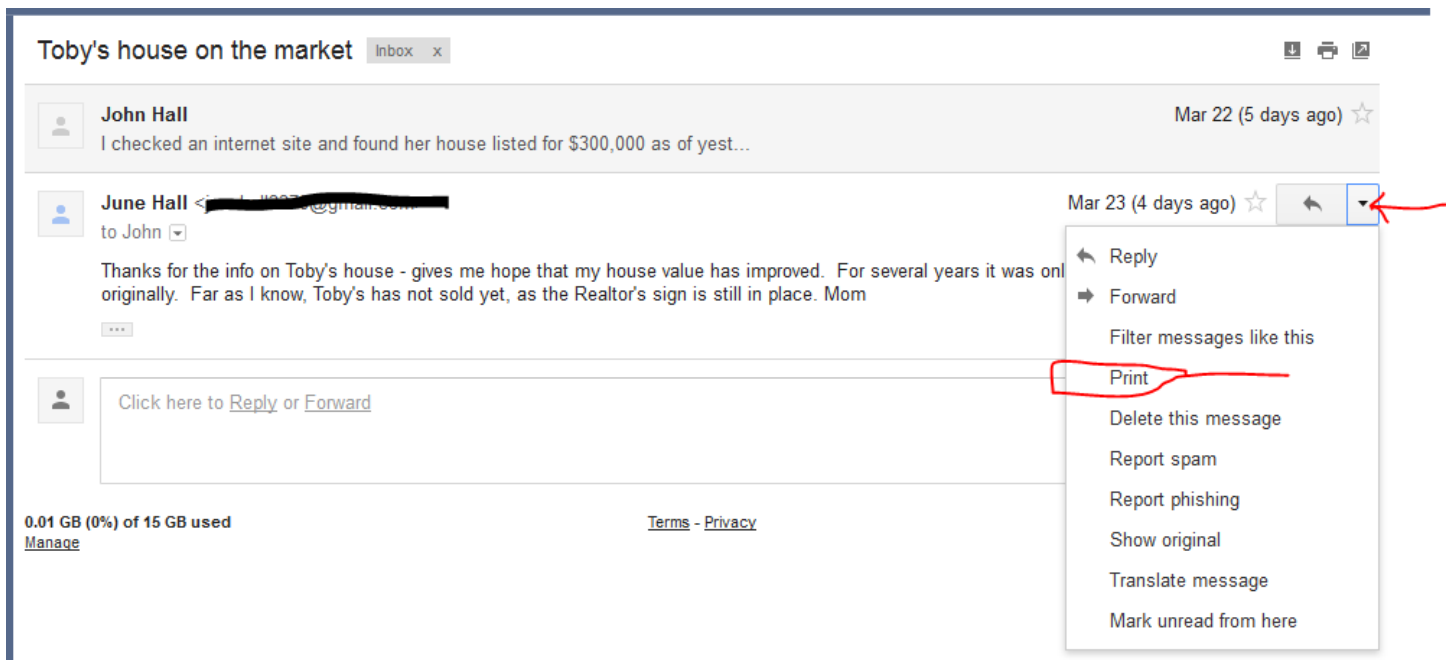 Toby's house on the market Inbox x
John Hall Mar 22 (5 days ago)
I checked an internet site and found her house listed for $300,000 as of yest...
June Hall Mar 23 (4 days ago)
to John
Thanks for the info on Toby's house - gives me hope that my house value has improved. For several years it was onl
originally. Far as I know, Toby's has not sold yet, as the Realtor's sign is still in place. Mom
Reply
Forward
Filter messages like this
Print
Delete this message
Report spam
Report phishing
Show original
Translate message
Mark unread from here
Click here to Reply or Forward
0.01 GB (0%) of 15 GB used
Manage
Terms - Privacy